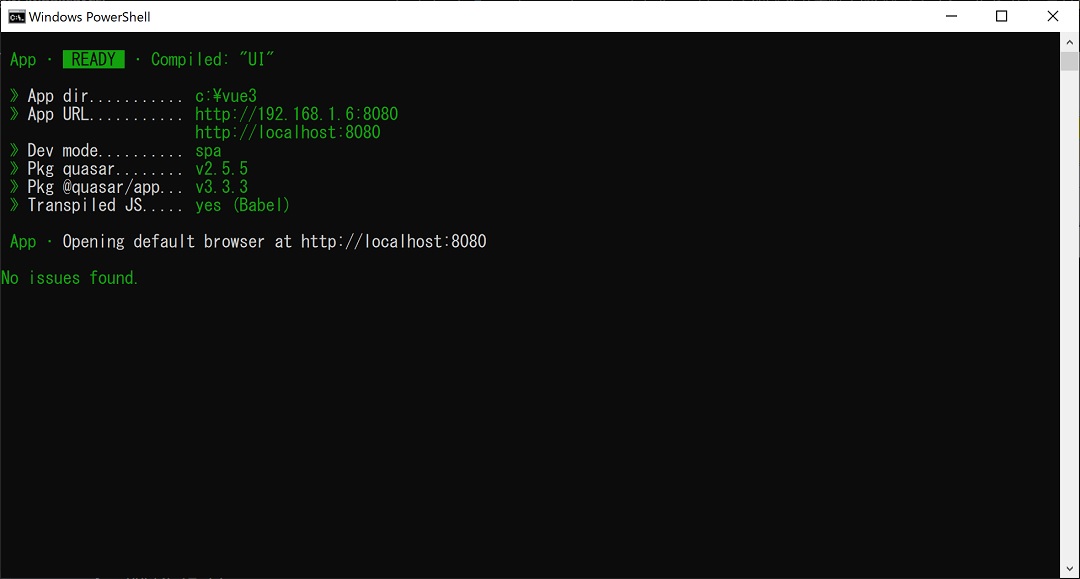 Windows PowerShell
App · READY · Compiled: "UI"
» App dir........... c:¥vue3
» App URL........... http://192.168.1.6:8080
http://localhost:8080
» Dev mode.......... spa
» Pkg quasar........ v2.5.5
» Pkg @quasar/app... v3.3.3
» Transpiled JS..... yes (Babel)
App · Opening default browser at http://localhost:8080
No issues found.